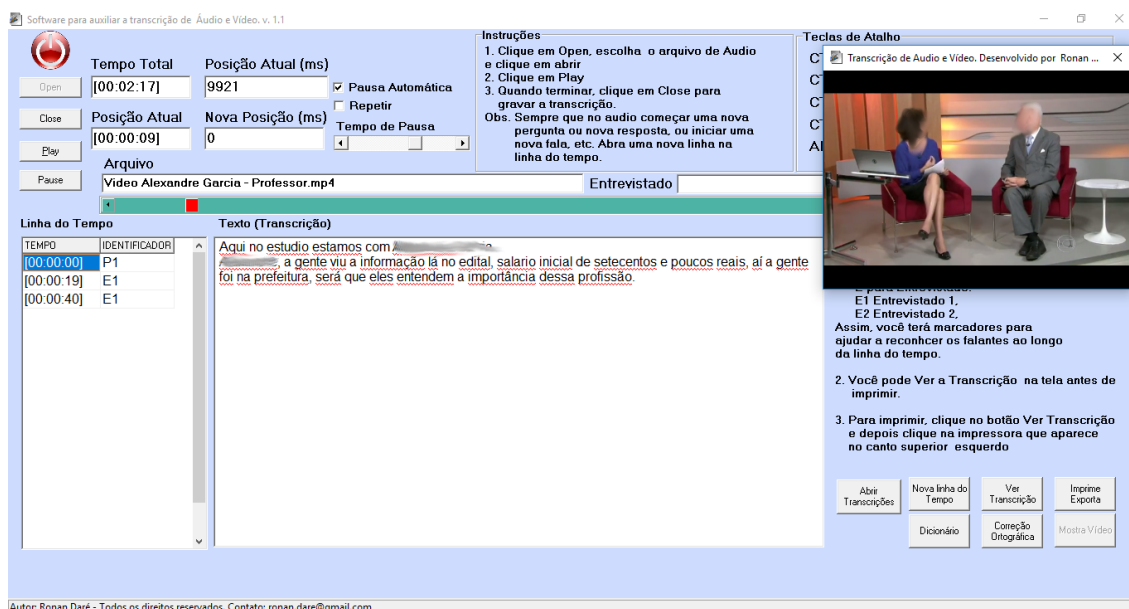 Software para auxiliar a transcrição de Áudio e Vídeo. v. 1.1
Tempo Total
Posição Atual (ms)
Open
[00:02:17]
9921
Pausa Automática
Repetir
Close
Posição Atual
Nova Posição (ms)
Tempo de Pausa
[00:00:09]
0
Play
Arquivo
Pause
Video Alexandre Garcia - Professor.mp4
Entrevistado
Instruções
1. Clique em Open, escolha o arquivo de Audio
e clique em abrir
2. Clique em Play
3. Quando terminar, clique em Close para
gravar a transcrição.
Obs. Sempre que no audio começar uma nova
pergunta ou nova resposta, ou iniciar uma
nova fala, etc. Abra uma nova linha na
linha do tempo.
Teclas de Atalho
Transcrição de Audio e Vídeo. Desenvolvido por Ronan ...
Linha do Tempo
TEMPO IDENTIFICADOR
[00:00:00] P1
[00:00:19] E1
[00:00:40] E1
Texto (Transcrição)
Aqui no estudio estamos com
, a gente viu a informação lá no edital, salario inicial de setecentos e poucos reais, aí a gente
foi na prefeitura, será que eles entendem a importância dessa profissão.
E para Entrevistado.
E1 Entrevistado 1,
E2 Entrevistado 2,
Assim, você terá marcadores para
ajudar a reconhcer os falantes ao longo
da linha do tempo.
2. Você pode Ver a Transcrição na tela antes de
imprimir.
3. Para imprimir, clique no botão Ver Transcrição
e depois clique na impressora que aparece
no canto superior esquerdo
Abrir
Transcrições
Nova linha do
Tempo
Ver
Transcrição
Imprime
Exporta
Dicionário
Correção
Ortográfica
Mostra Vídeo
Autor: Ronan Daré - Todos os direitos reservados. Contato: ronan.dare@gmail.com